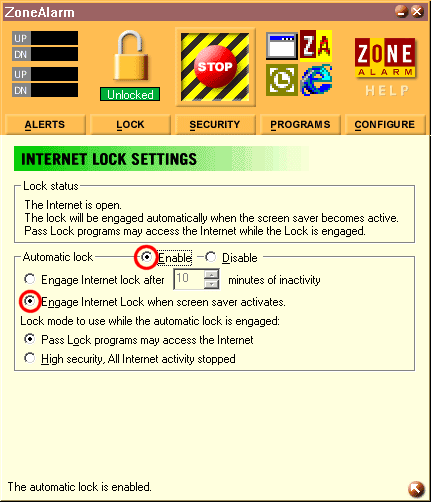 ZoneAlarm
UP
DN
UP
DN
Unlocked
STOP
ZA
ZONE
ALARM
HELP
ALERTS
LOCK
SECURITY
PROGRAMS
CONFIGURE
INTERNET LOCK SETTINGS
Lock status
The Internet is open.
The lock will be engaged automatically when the screen saver becomes active.
Pass Lock programs may access the Internet while the Lock is engaged.
Automatic lock Enable Disable
Engage Internet lock after 10 minutes of inactivity
Engage Internet Lock when screen saver activates.
Lock mode to use while the automatic lock is engaged:
Pass Lock programs may access the Internet
High security, All Internet activity stopped
The automatic lock is enabled.